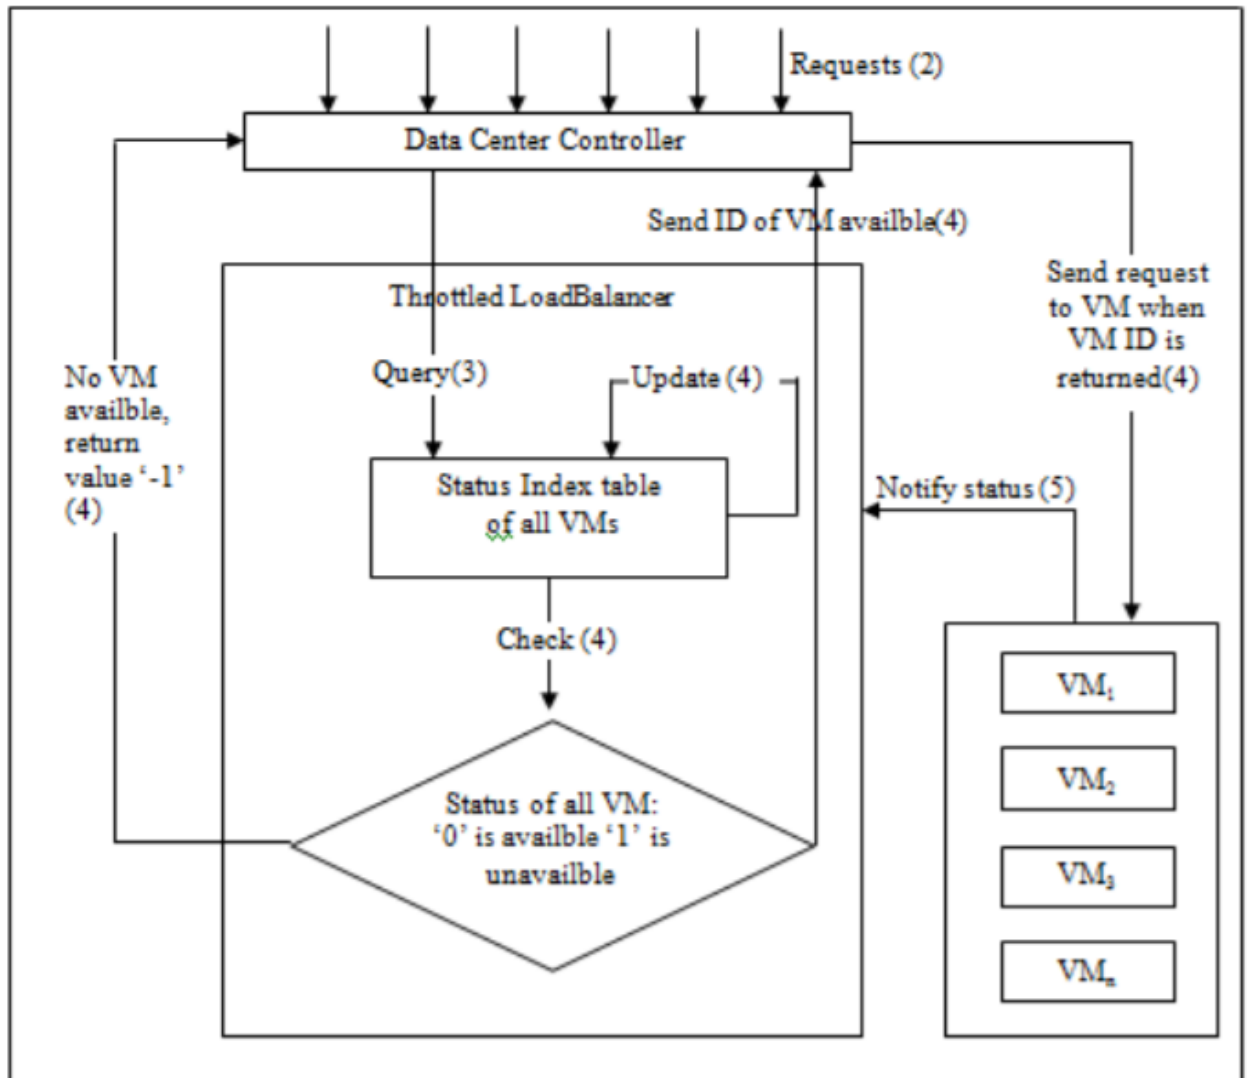 Requests (2)
Data Center Controller
Send ID of VM availble(4)
Throttled LoadBalancer
Send request
to VM when
VM ID is
returned(4)
No VM
availble,
return
value ‘-1’
(4)
Query(3)
Update (4)
Status Index table
of all VMs
Notify status (5)
Check (4)
Status of all VM:
‘0’ is availble ‘1’ is
unavailble
VM₁
VM₂
VM₃
VMₙ